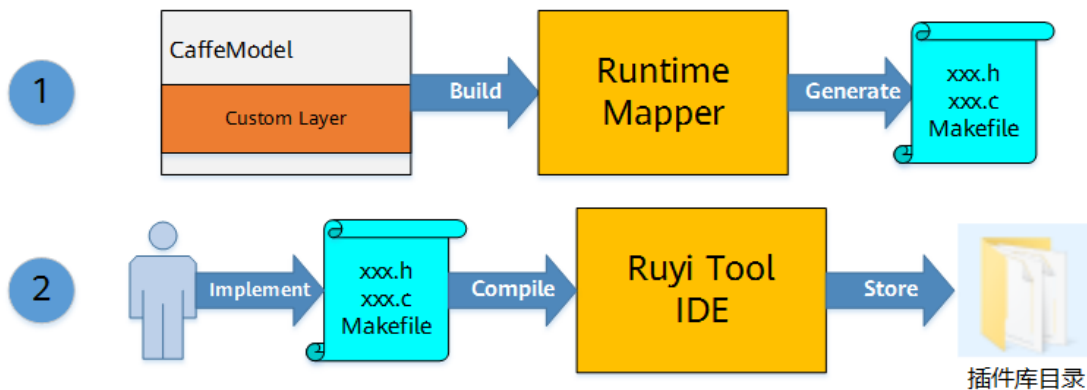 1
CaffeModel
Custom Layer
Build
Runtime
Mapper
Generate
xxx.h
xxx.c
Makefile
2
Implement
xxx.h
xxx.c
Makefile
Compile
Ruyi Tool
IDE
Store
插件库目录